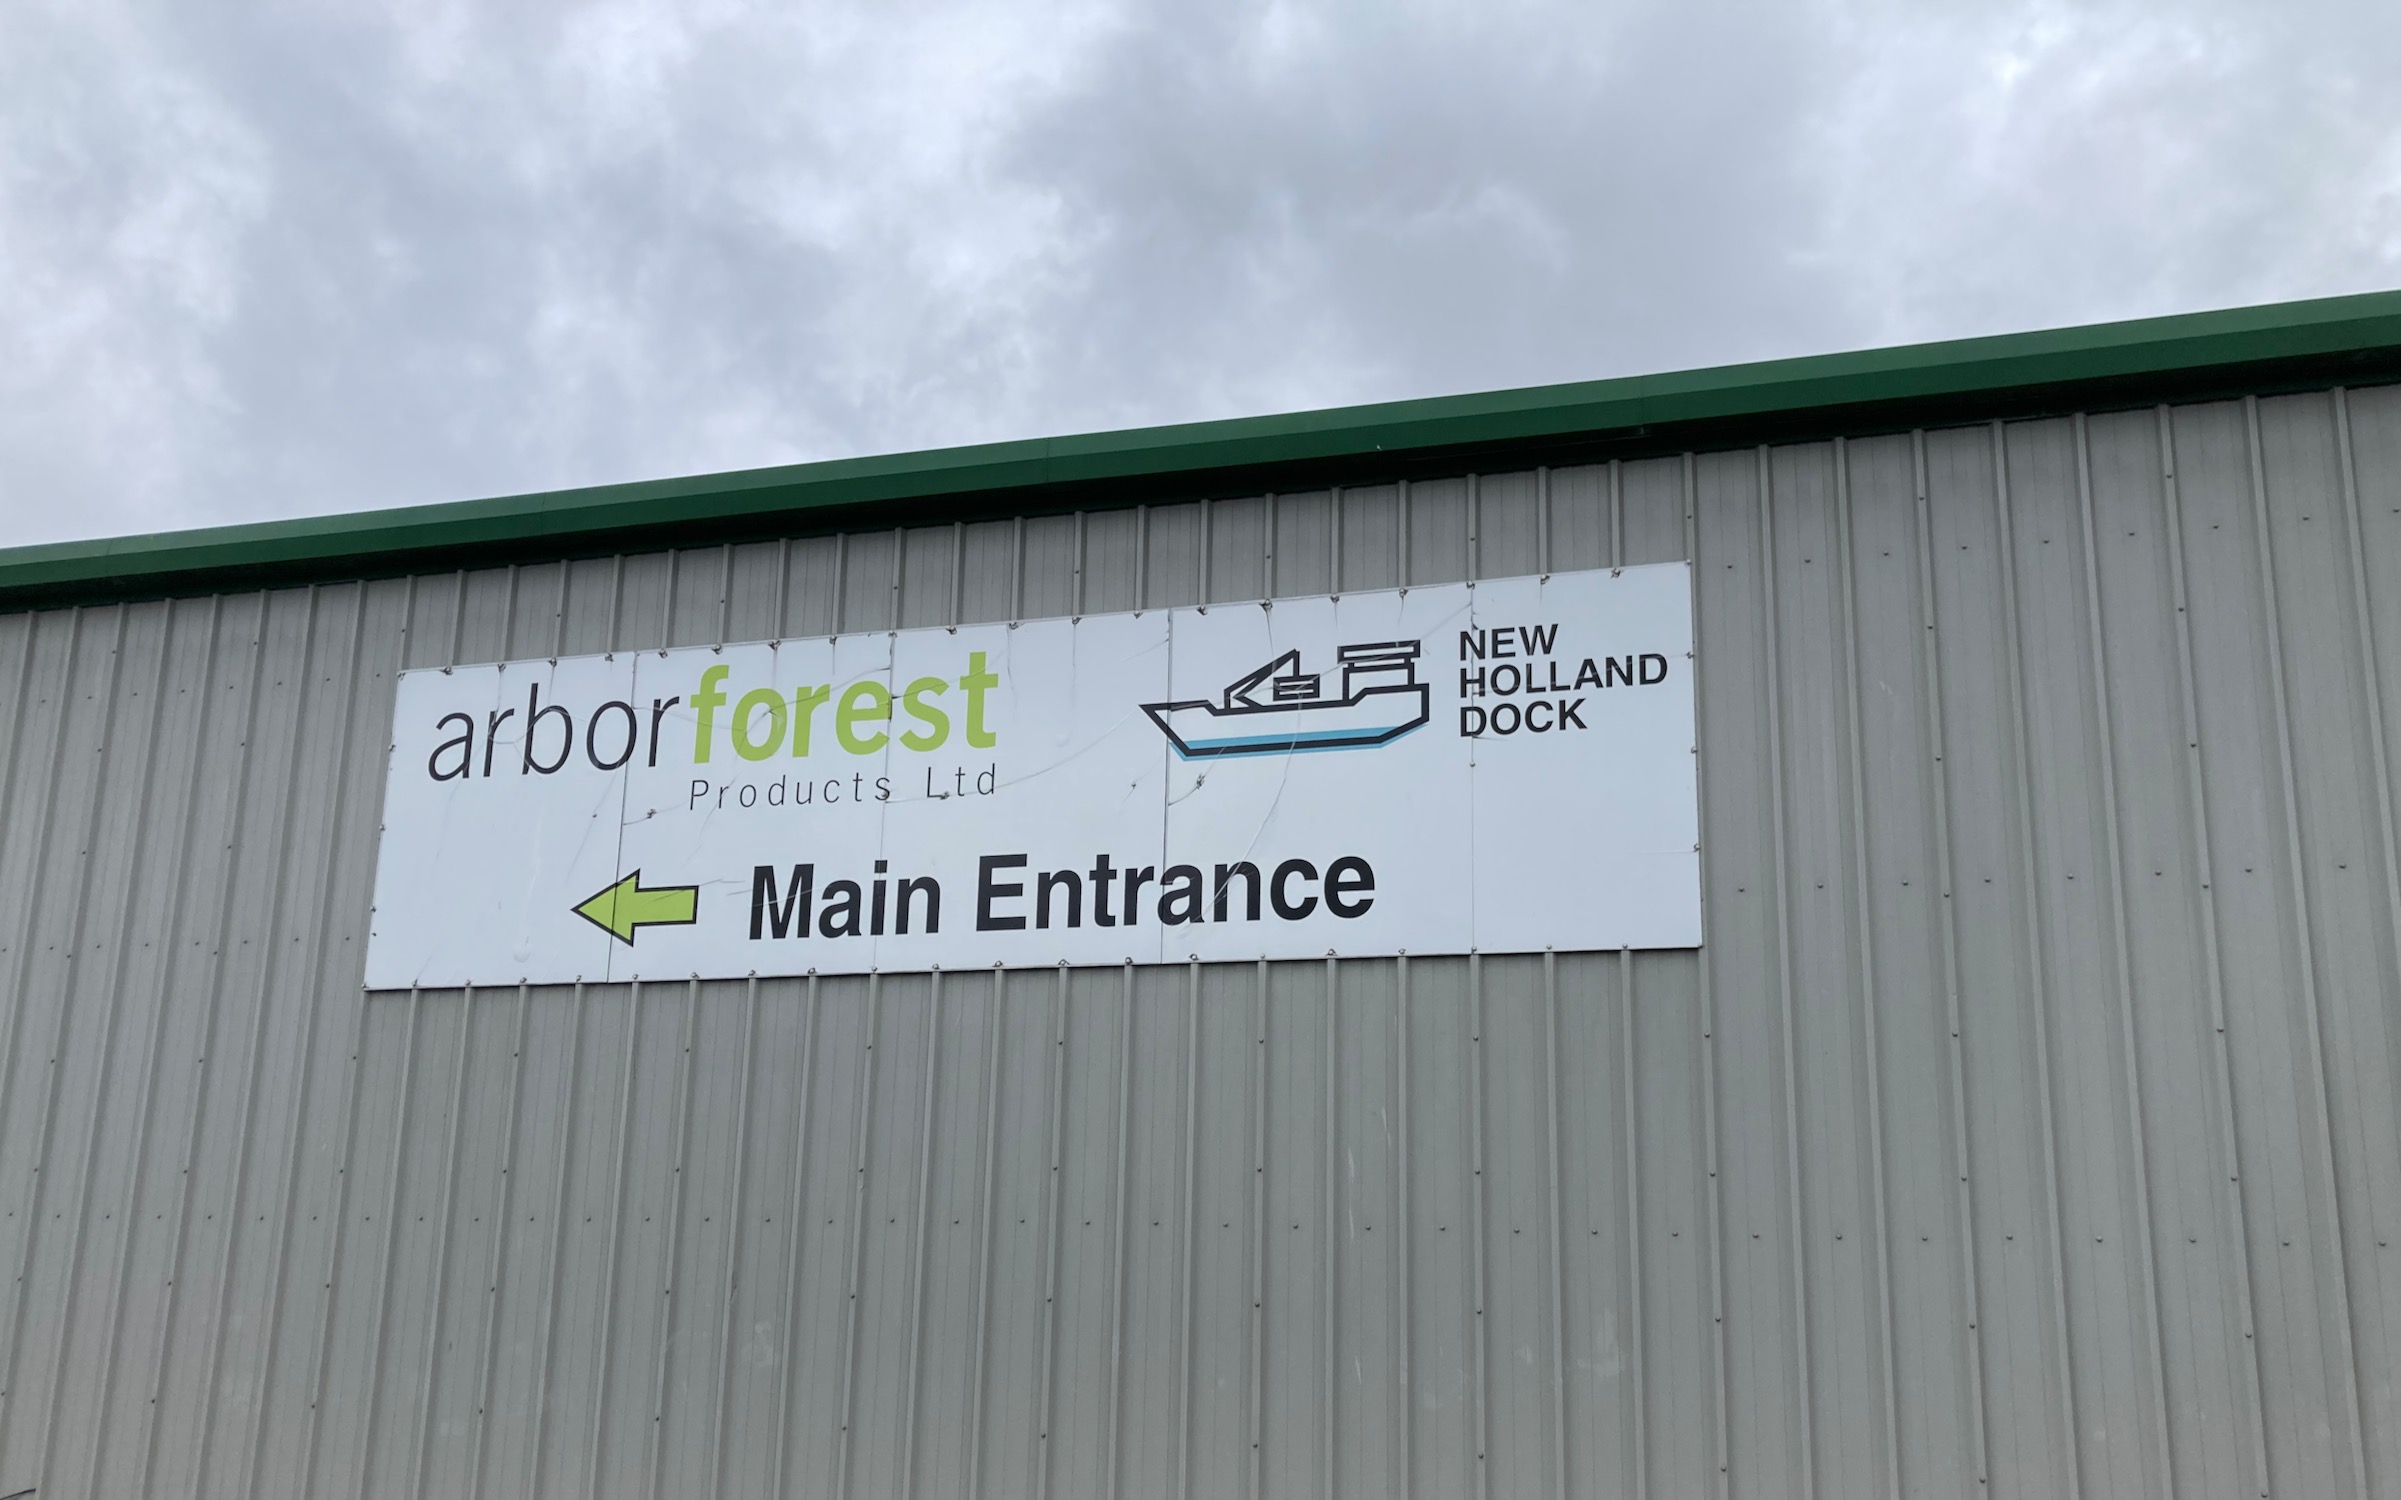 arborforest
Products Ltd
NEW
HOLLAND
DOCK
Main Entrance